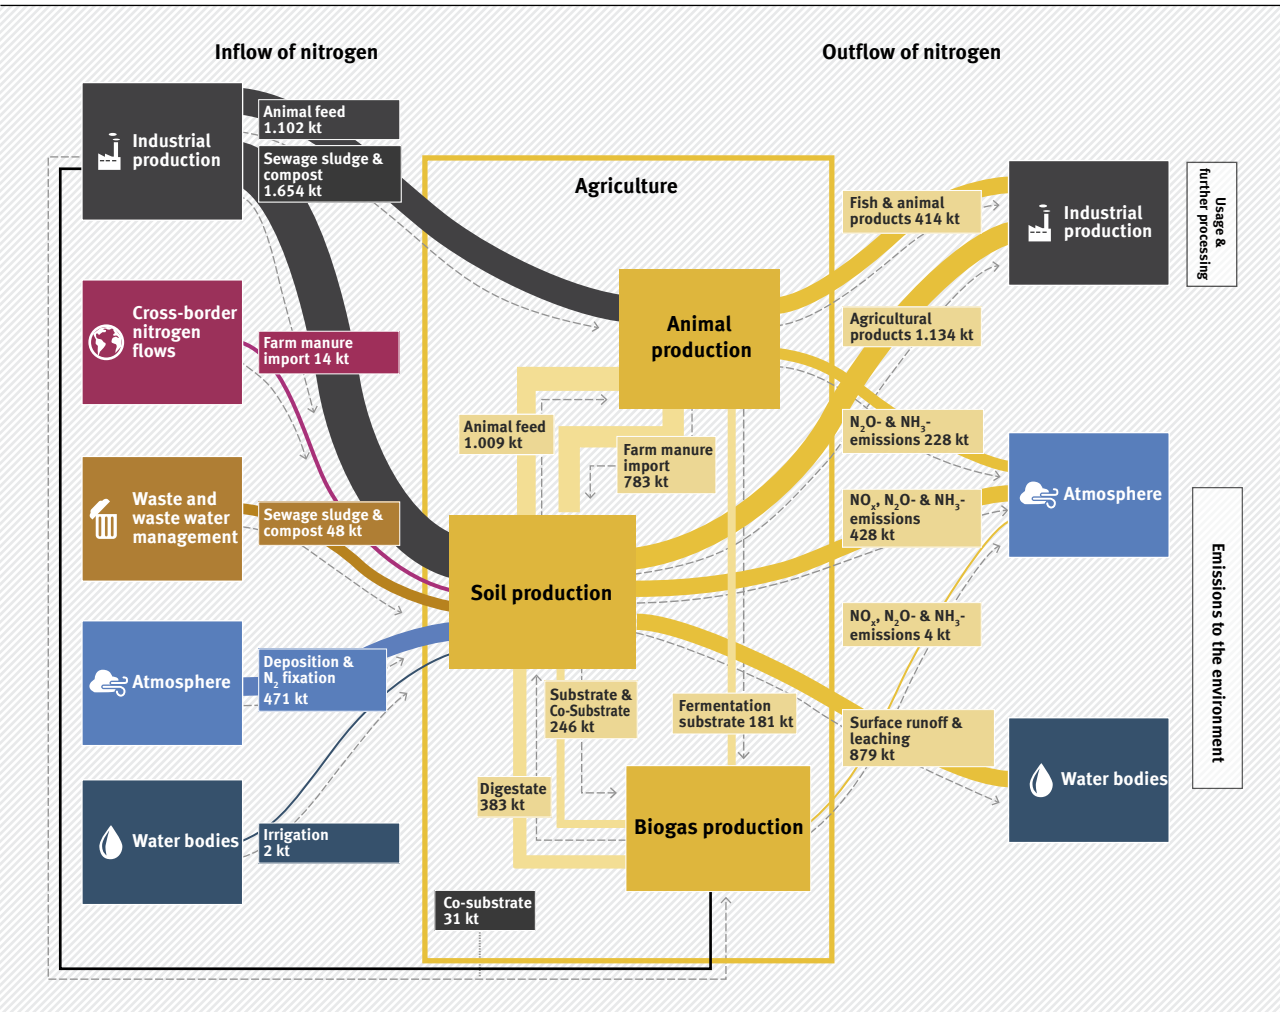 Inflow of nitrogen
Outflow of nitrogen
Industrial
production
Animal feed
1.102 kt
Sewage sludge &
compost
1.654 kt
Cross-border
nitrogen
flows
Farm manure
import 14 kt
Waste and
waste water
management
Sewage sludge &
compost 48 kt
Atmosphere
Deposition &
N2 fixation
471 kt
Water bodies
Irrigation
2 kt
Agriculture
Animal
production
Animal feed
1.009 kt
Farm manure
import
783 kt
Soil production
Substrate &
Co-Substrate
246 kt
Fermentation
substrate 181 kt
Digestate
383 kt
Biogas production
Co-substrate
31 kt
Fish & animal
products 414 kt
Agricultural
products 1.134 kt
N2O- & NH3-
emissions 228 kt
NOx, N2O- & NH3-
emissions
428 kt
NOx, N2O- & NH3-
emissions 4 kt
Surface runoff &
leaching
879 kt
Industrial
production
Atmosphere
Water bodies
Usage &
further processing
Emissions to the environment